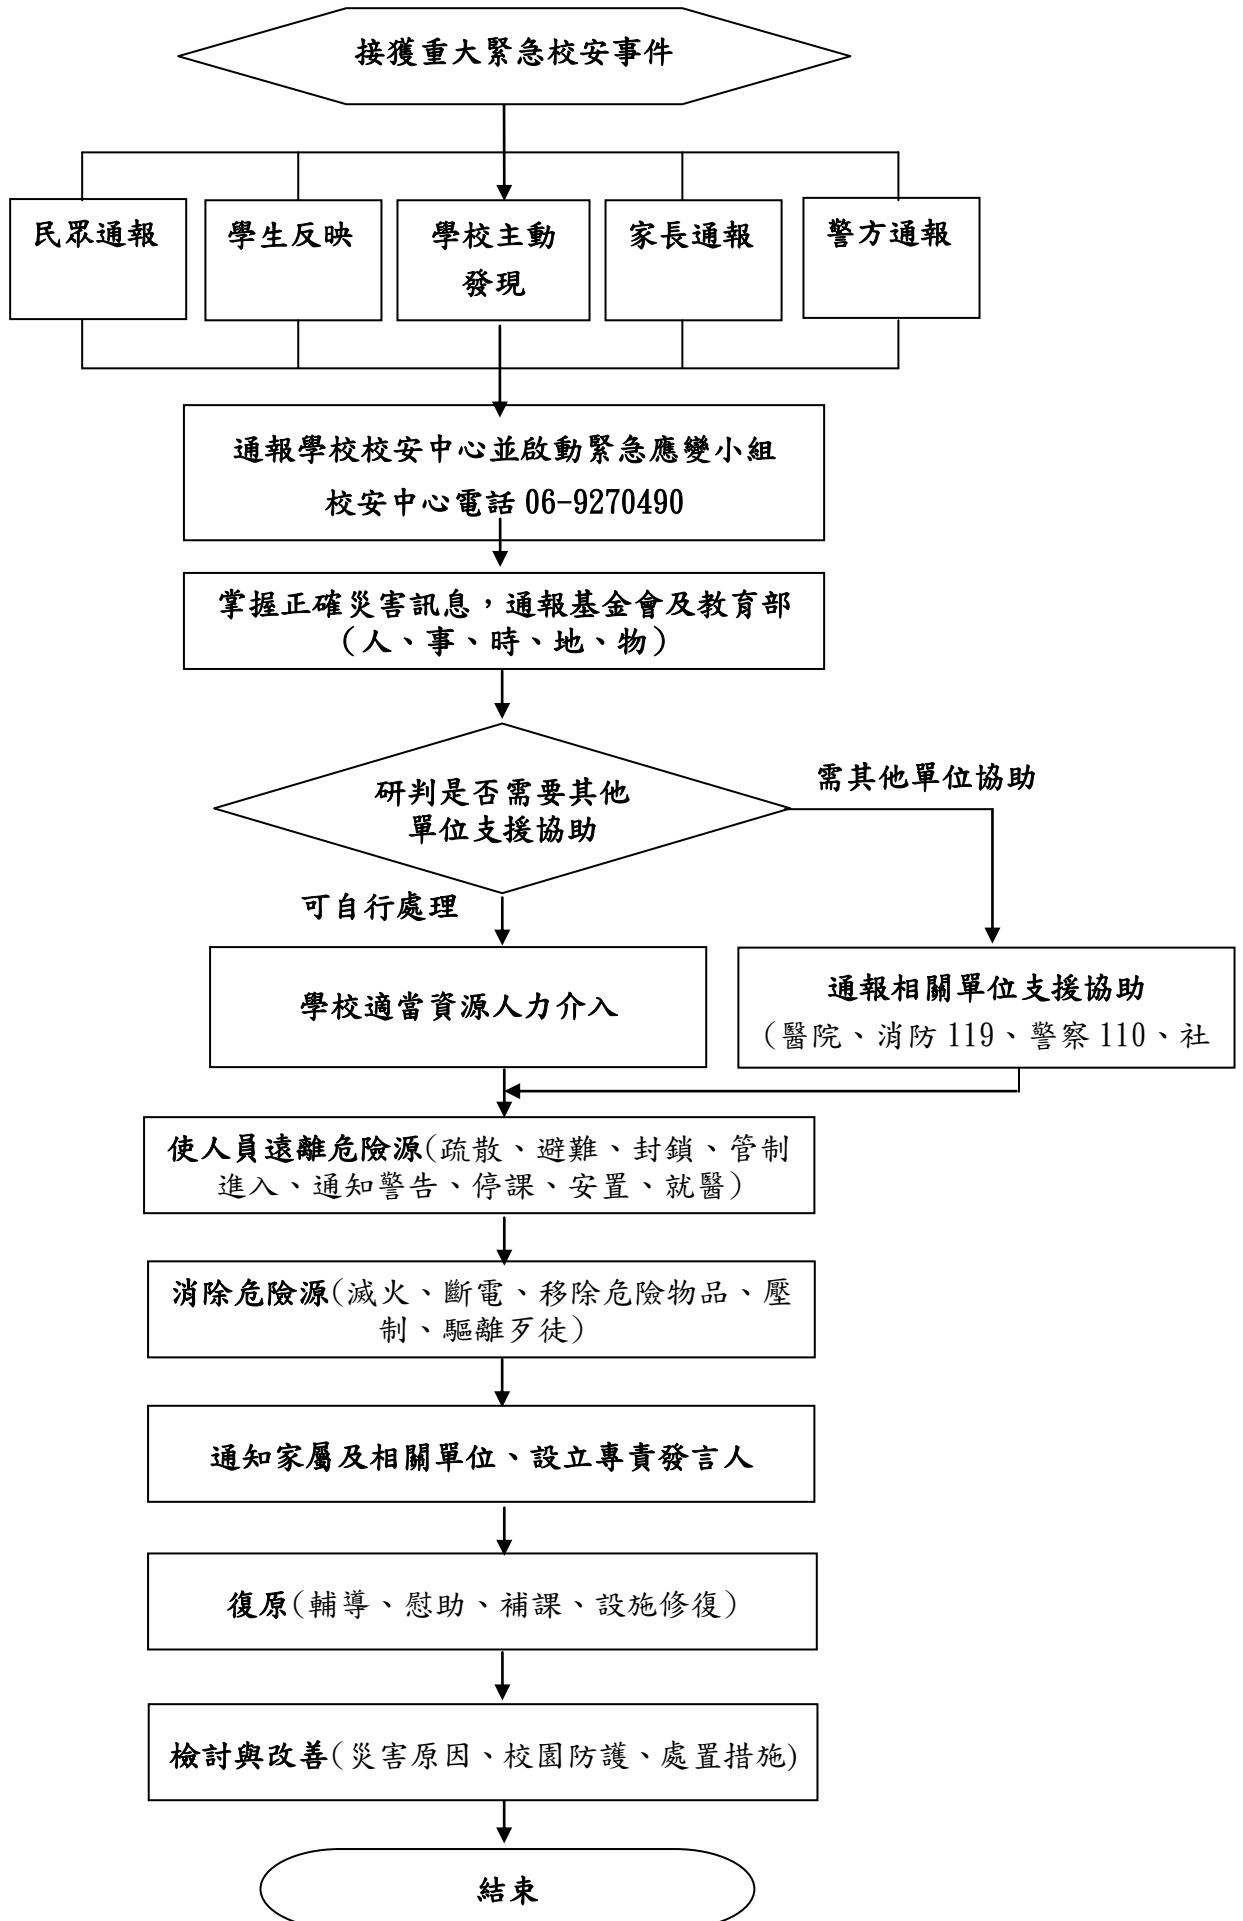 接獲重大緊急校安事件
民眾通報
學生反映
學校主動
發現
家長通報
警方通報
通報學校校安中心並啟動緊急應變小組
校安中心電話 06-9270490
掌握正確災害訊息，通報基金會及教育部
（人、事、時、地、物）
研判是否需要其他
單位支援協助
需其他單位協助
可自行處理
學校適當資源人力介入
通報相關單位支援協助
（醫院、消防 119、警察 110、社
使人員遠離危險源(疏散、避難、封鎖、管制
進入、通知警告、停課、安置、就醫)
消除危險源(滅火、斷電、移除危險物品、壓
制、驅離歹徒)
通知家屬及相關單位、設立專責發言人
復原(輔導、慰助、補課、設施修復)
檢討與改善(災害原因、校園防護、處置措施)
結束